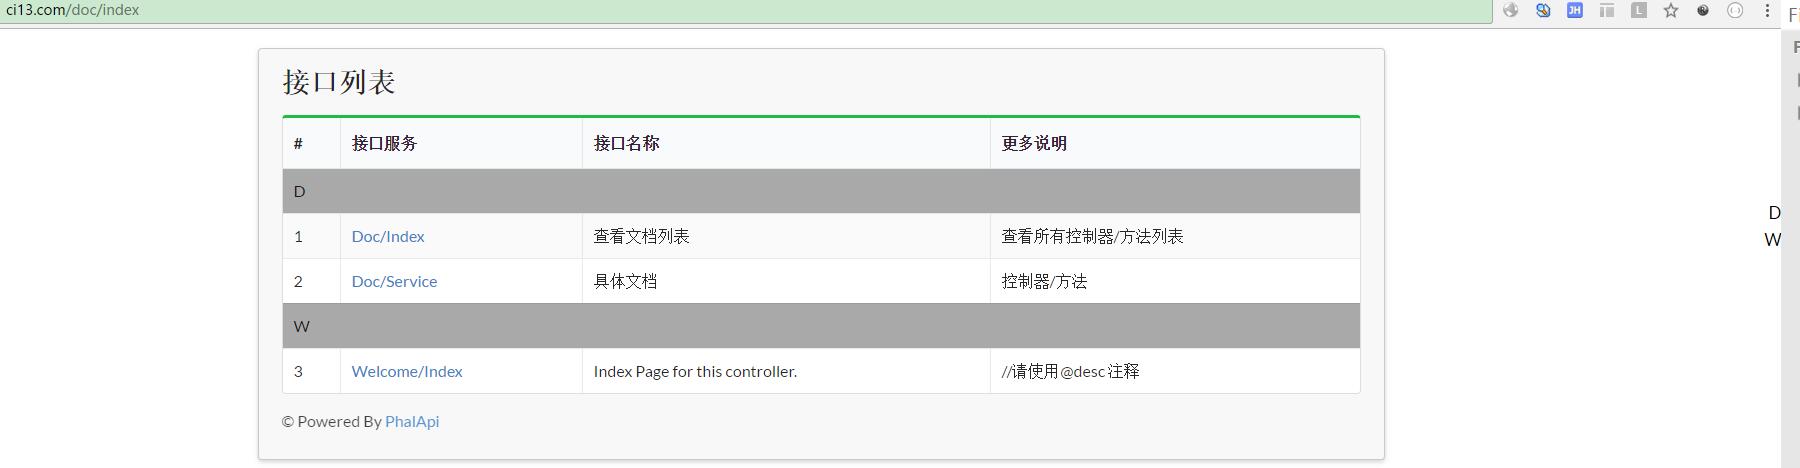 ci13.com/doc/index
JH
L
接口列表
# 接口服务 接口名称 更多说明
D
1 Doc/Index 查看文档列表 查看所有控制器/方法列表
2 Doc/Service 具体文档 控制器/方法
W
3 Welcome/Index Index Page for this controller. //请使用@desc注释
© Powered By PhalApi
D
W